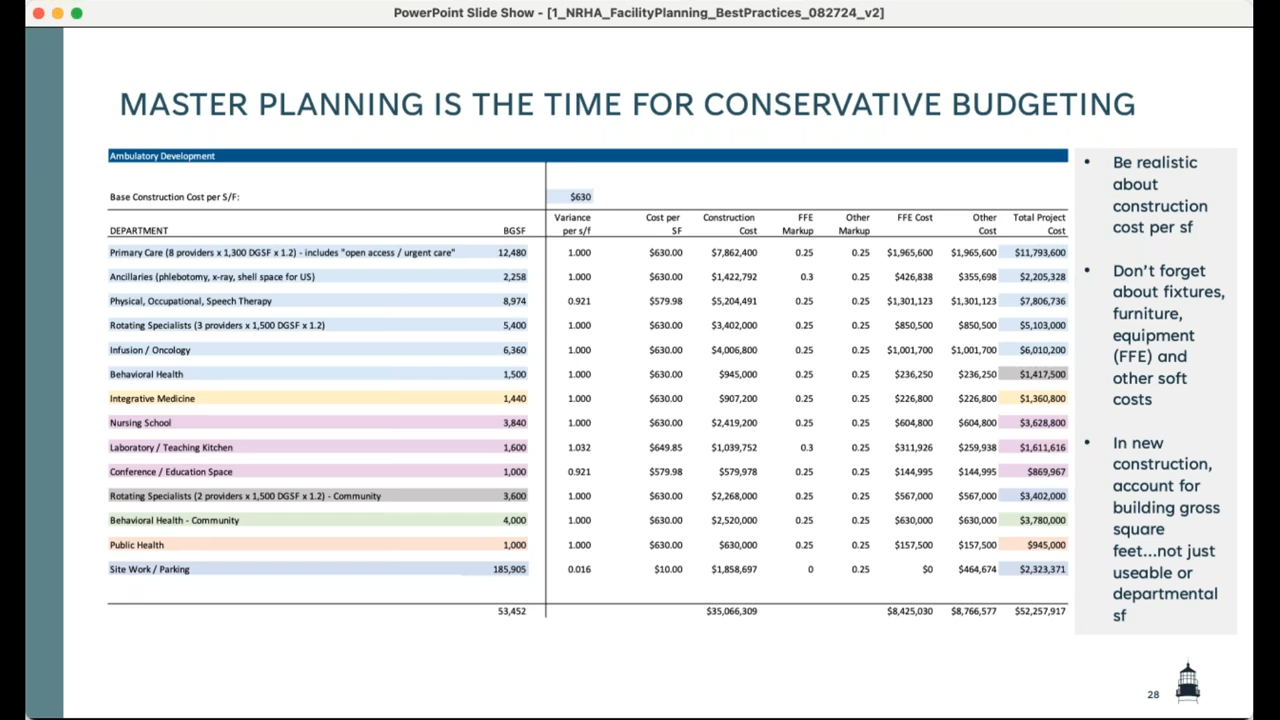 PowerPoint Slide Show - [1_NRHA_FacilityPlanning_BestPractices_082724_v2]
MASTER PLANNING IS THE TIME FOR CONSERVATIVE BUDGETING
Ambulatory Development
Base Construction Cost per S/F: $630
Variance Cost per Construction FFE Other FFE Cost Other Total Project
DEPARTMENT BGSF per s/f SF Cost Markup Markup Cost Cost
Primary Care (8 providers x 1,300 DGSF x 1.2) - includes "open access / urgent care" 12,480 1.000 $630.00 $7,862,400 0.25 0.25 $1,965,600 $1,965,600 $11,793,600
Ancillaries (phlebotomy, x-ray, shell space for US) 2,258 1.000 $630.00 $1,422,792 0.3 0.25 $426,838 $355,698 $2,205,328
Physical, Occupational, Speech Therapy 8,974 0.921 $579.98 $5,204,491 0.25 0.25 $1,301,123 $1,301,123 $7,806,736
Rotating Specialists (3 providers x 1,500 DGSF x 1.2) 5,400 1.000 $630.00 $3,402,000 0.25 0.25 $850,500 $850,500 $5,103,000
Infusion / Oncology 6,360 1.000 $630.00 $4,006,800 0.25 0.25 $1,001,700 $1,001,700 $6,010,200
Behavioral Health 1,500 1.000 $630.00 $945,000 0.25 0.25 $236,250 $236,250 $1,417,500
Integrative Medicine 1,440 1.000 $630.00 $907,200 0.25 0.25 $226,800 $226,800 $1,360,800
Nursing School 3,840 1.000 $630.00 $2,419,200 0.25 0.25 $604,800 $604,800 $3,628,800
Laboratory / Teaching Kitchen 1,600 1.032 $649.85 $1,039,752 0.3 0.25 $311,926 $259,938 $1,611,616
Conference / Education Space 1,000 0.921 $579.98 $579,978 0.25 0.25 $144,995 $144,995 $869,967
Rotating Specialists (2 providers x 1,500 DGSF x 1.2) - Community 3,600 1.000 $630.00 $2,268,000 0.25 0.25 $567,000 $567,000 $3,402,000
Behavioral Health - Community 4,000 1.000 $630.00 $2,520,000 0.25 0.25 $630,000 $630,000 $3,780,000
Public Health 1,000 1.000 $630.00 $630,000 0.25 0.25 $157,500 $157,500 $945,000
Site Work / Parking 185,905 0.016 $10.00 $1,858,697 0 0.25 $0 $464,674 $2,323,371
53,452 $35,066,309 $8,425,030 $8,766,577 $52,257,917
• Be realistic
about
construction
cost per sf
• Don't forget
about fixtures,
furniture,
equipment
(FFE) and
other soft
costs
• In new
construction,
account for
building gross
square
feet...not just
useable or
departmental
sf
28